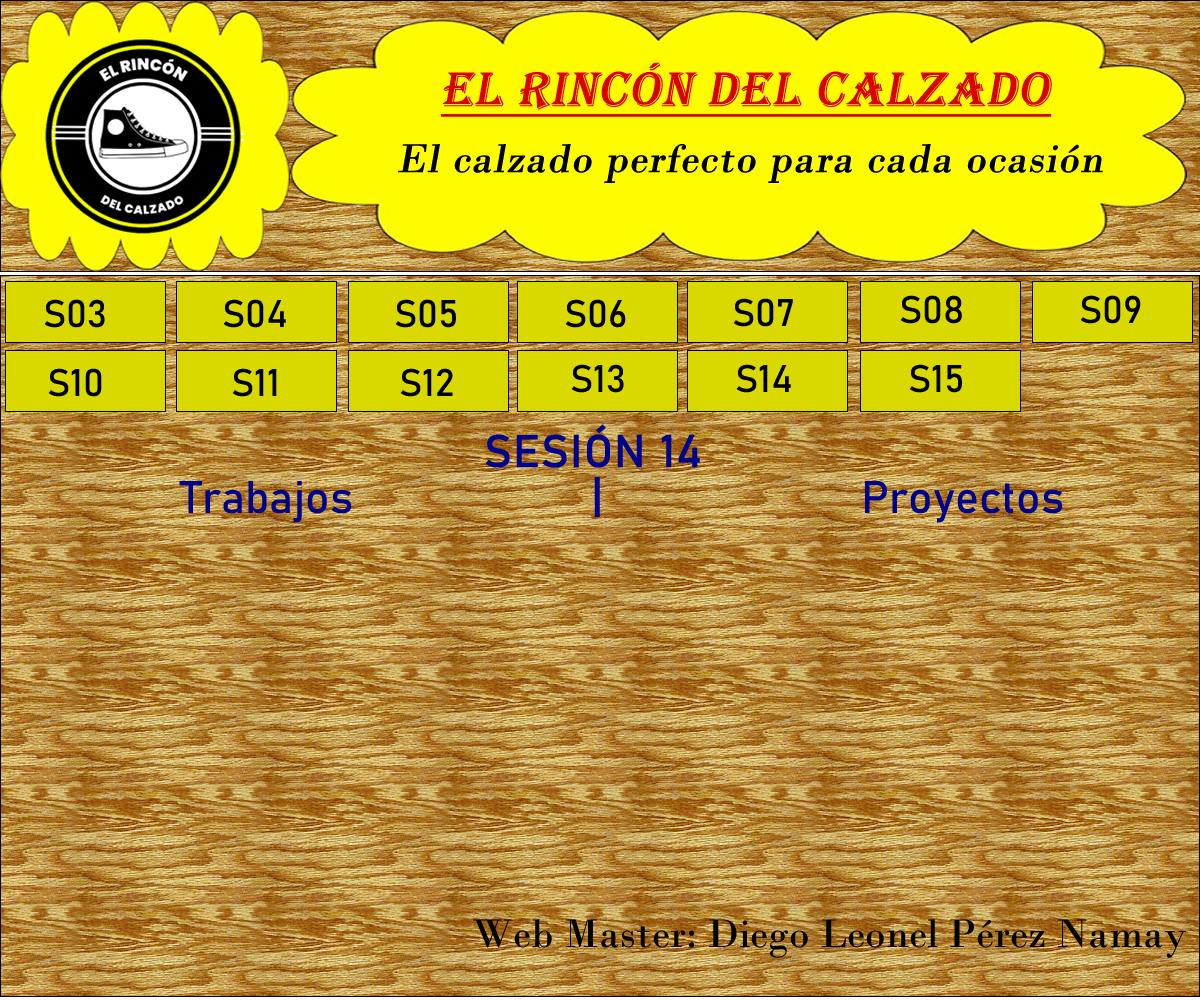 EL RINCÓN
DEL CALZADO
EL RINCÓN DEL CALZADO
El calzado perfecto para cada ocasión
S03 S04 S05 S06 S07 S08 S09
S10 S11 S12 S13 S14 S15
SESIÓN 14
Trabajos | Proyectos
Web Master: Diego Leonel Pérez Namay